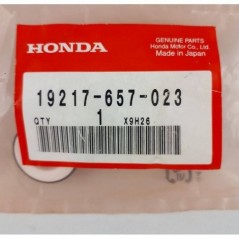 HONDA
GENUINE PARTS
Honda Motor Co., Ltd.
Made in Japan
19217-657-023
QTY 1 X9H26